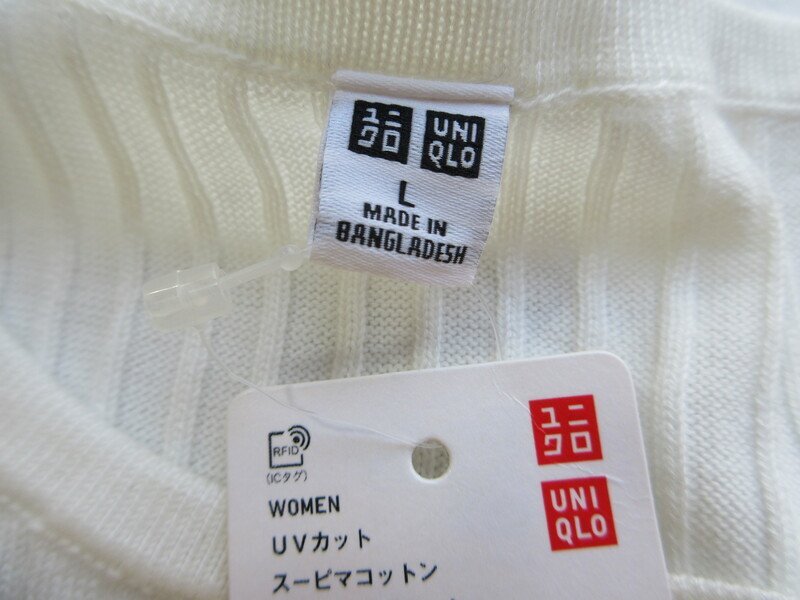 ユニ UNI
クロ QLO
L
MADE IN
BANGLADESH
ユニ
クロ
RFID
(ICタグ)
WOMEN
UNI
QLO
UVカット
スーピマコットン